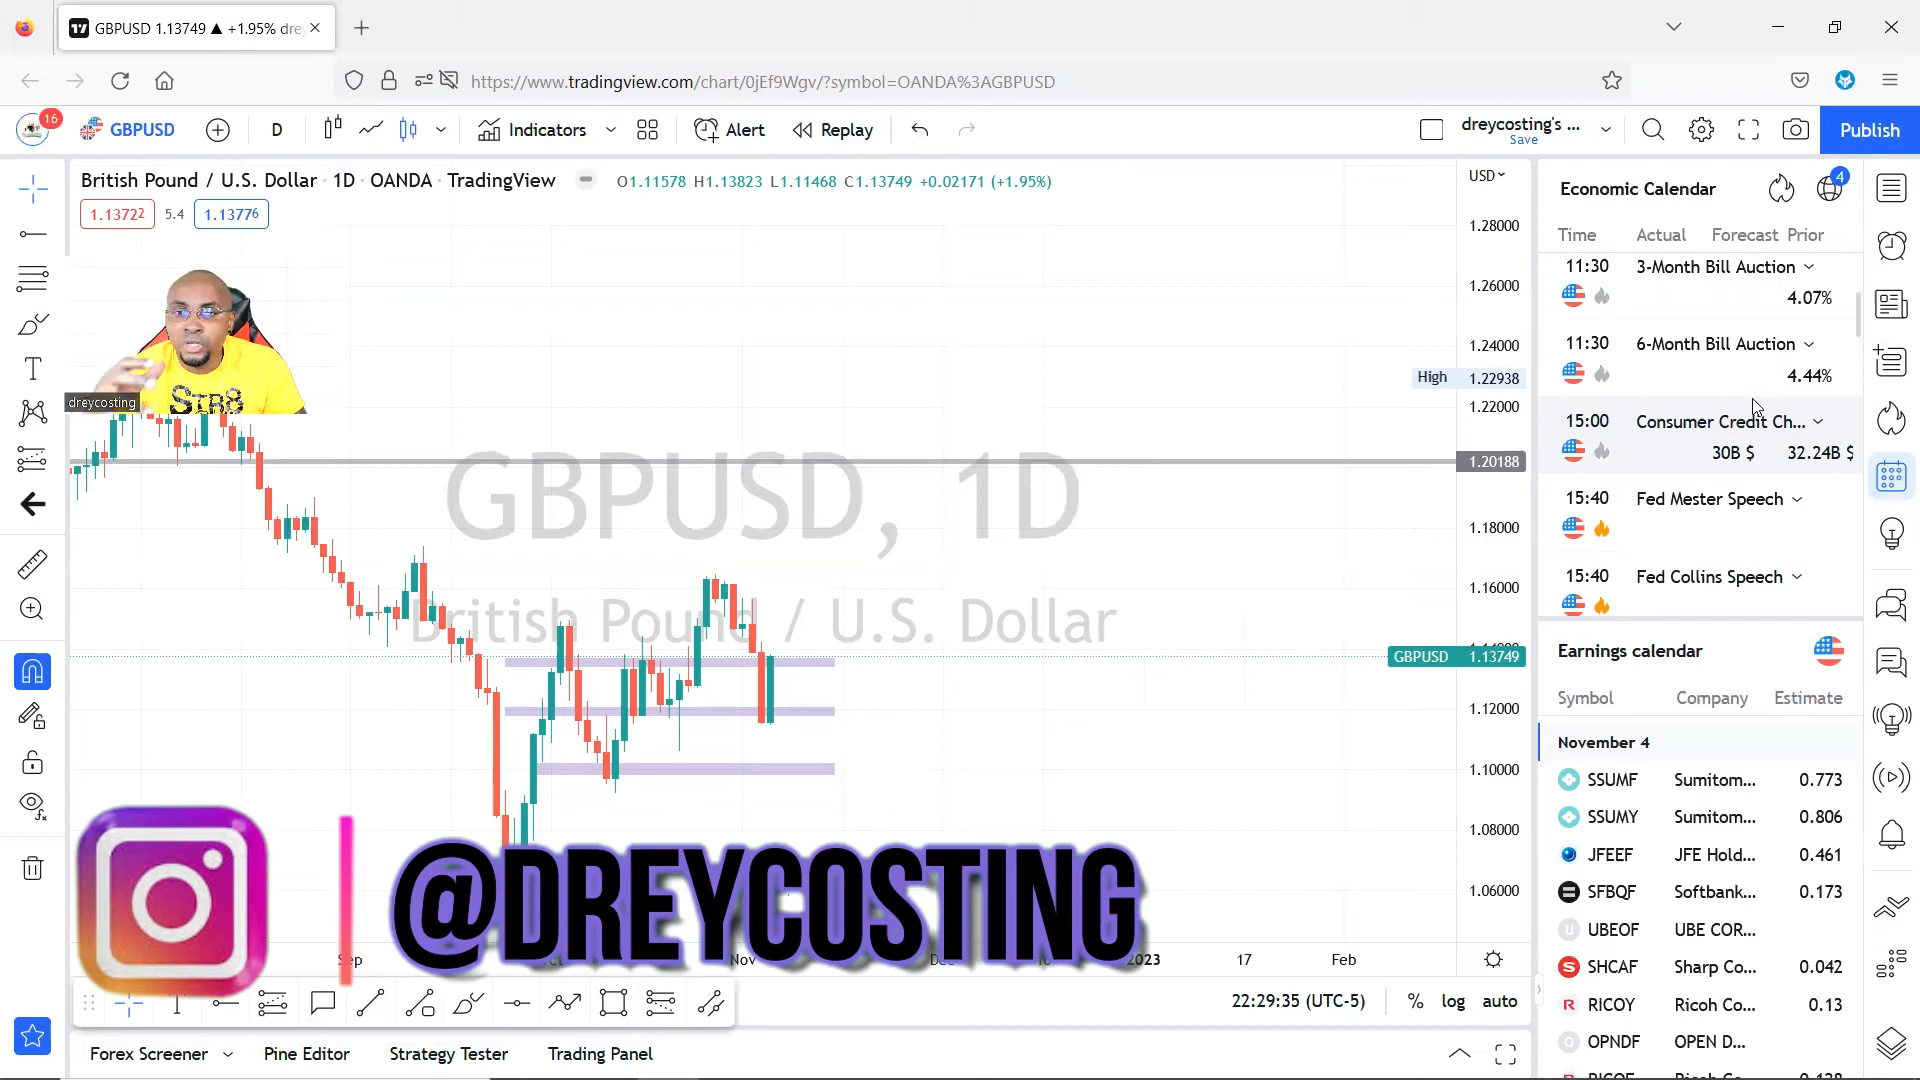 GBPUSD 1.13749 ▲ +1.95% dre
https://www.tradingview.com/chart/0jEf9Wgv/?symbol=OANDA%3AGBPUSD
16
GBPUSD
D
Indicators
Alert
Replay
dreycosting's ...
Save
Publish
British Pound / U.S. Dollar · 1D · OANDA · TradingView
O1.11578 H1.13823 L1.11468 C1.13749 +0.02171 (+1.95%)
1.13722
5.4
1.13776
USD
1.28000
1.26000
1.24000
High 1.22938
1.22000
1.20188
1.18000
1.16000
GBPUSD 1.13749
1.12000
1.10000
1.08000
1.06000
GBPUSD, 1D
British Pound / U.S. Dollar
dreycosting
STR8
@DREYCOSTING
Sep
Nov
2023
17
Feb
22:29:35 (UTC-5)
%
log
auto
Forex Screener
Pine Editor
Strategy Tester
Trading Panel
Economic Calendar
4
Time Actual Forecast Prior
11:30 3-Month Bill Auction
4.07%
11:30 6-Month Bill Auction
4.44%
15:00 Consumer Credit Ch...
30B $ 32.24B $
15:40 Fed Mester Speech
15:40 Fed Collins Speech
Earnings calendar
Symbol Company Estimate
November 4
SSUMF Sumitom... 0.773
SSUMY Sumitom... 0.806
JFEEF JFE Hold... 0.461
SFBQF Softbank... 0.173
UBEOF UBE COR...
SHCAF Sharp Co... 0.042
RICOY Ricoh Co... 0.13
OPNDF OPEN D...